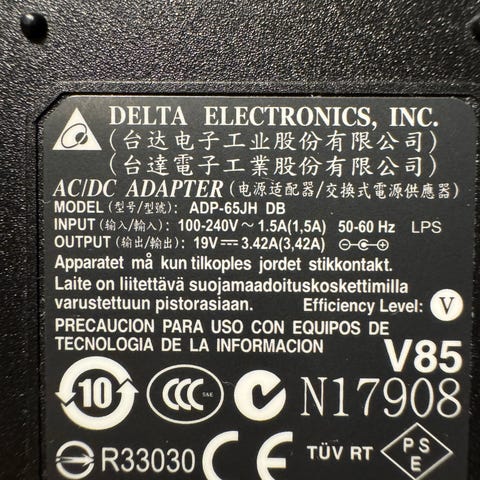 DELTA ELECTRONICS, INC.
(台达电子工业股份有限公司)
(台達電子工業股份有限公司)
AC/DC ADAPTER (电源适配器/交換式電源供應器)
MODEL (型号/型號): ADP-65JH DB
INPUT (输入/輸入): 100-240V ~ 1.5A(1,5A) 50-60 Hz LPS
OUTPUT (输出/輸出): 19V ⎓ 3.42A(3,42A)
Apparatet må kun tilkoples jordet stikkontakt.
Laite on liitettävä suojamaadoituskoskettimilla
varustettuun pistorasiaan. Efficiency Level: V
PRECAUCION PARA USO CON EQUIPOS DE
TECNOLOGIA DE LA INFORMACION
V85
10 CCC S&E N17908
R33030 CE TÜV RT PSE